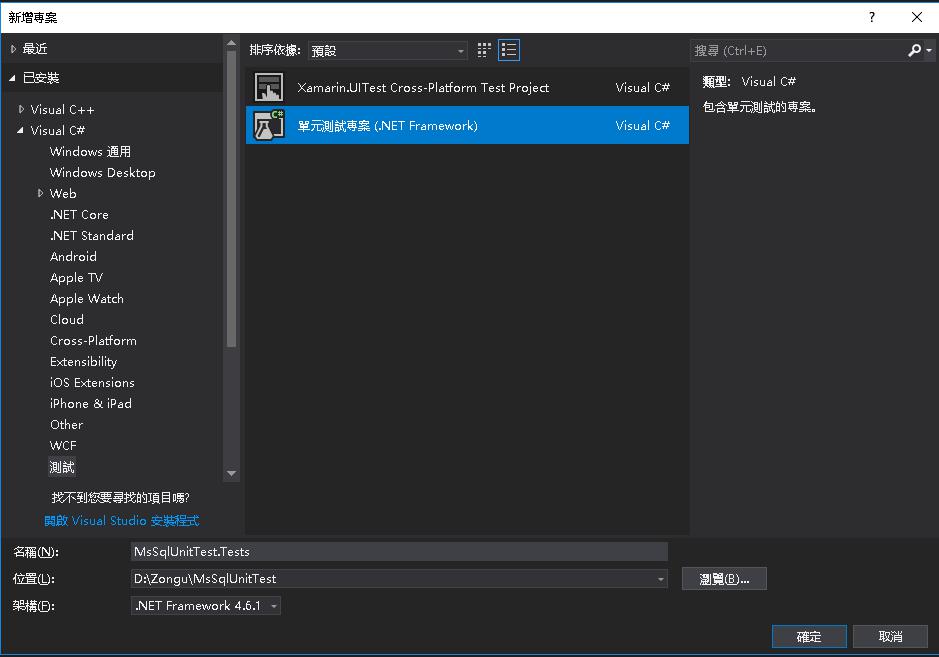 新增專案
?
最近
已安裝
Visual C++
Visual C#
Windows 通用
Windows Desktop
Web
.NET Core
.NET Standard
Android
Apple TV
Apple Watch
Cloud
Cross-Platform
Extensibility
iOS Extensions
iPhone & iPad
Other
WCF
測試
找不到您要尋找的項目嗎?
開啟 Visual Studio 安裝程式
排序依據: 預設
Xamarin.UITest Cross-Platform Test Project Visual C#
C#
單元測試專案 (.NET Framework) Visual C#
搜尋 (Ctrl+E)
類型: Visual C#
包含單元測試的專案。
名稱(N): MsSqlUnitTest.Tests
位置(L): D:\Zongu\MsSqlUnitTest 瀏覽(B)...
架構(F): .NET Framework 4.6.1
確定 取消